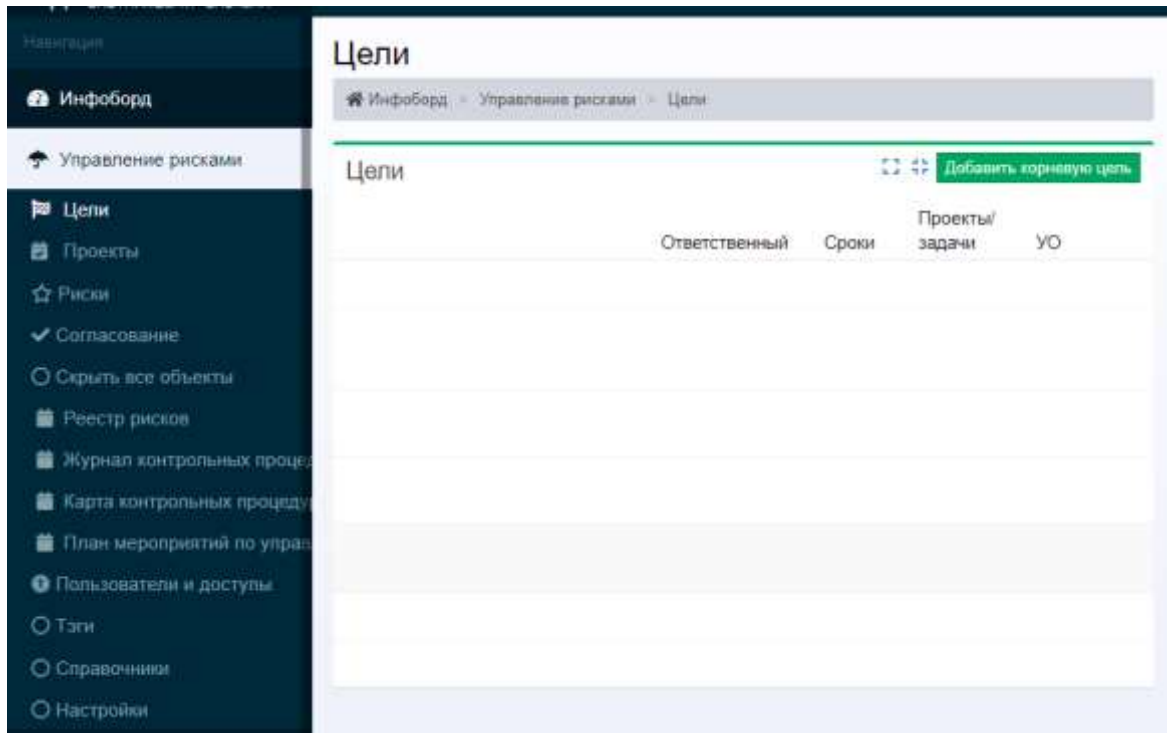 Навигация
Инфоборд
Управление рисками
Цели
Проекты
Риски
Согласование
Скрыть все объекты
Реестр рисков
Журнал контрольных процед
Карта контрольных процедур
План мероприятий по управ
Пользователи и доступы
Тэги
Справочники
Настройки
Цели
Инфоборд > Управление рисками > Цели
Цели
Добавить корневую цель
Проекты/
Ответственный Сроки задачи УО